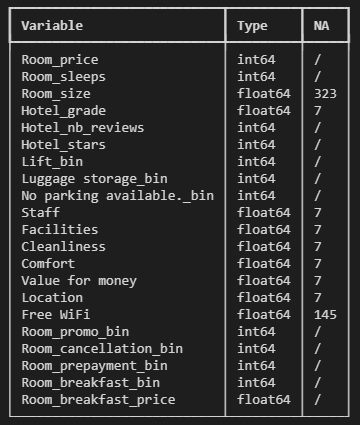 Variable Type NA
Room_price int64 /
Room_sleeps int64 /
Room_size float64 323
Hotel_grade float64 7
Hotel_nb_reviews int64 /
Hotel_stars int64 /
Lift_bin int64 /
Luggage storage_bin int64 /
No parking available._bin int64 /
Staff float64 7
Facilities float64 7
Cleanliness float64 7
Comfort float64 7
Value for money float64 7
Location float64 7
Free WiFi float64 145
Room_promo_bin int64 /
Room_cancellation_bin int64 /
Room_prepayment_bin int64 /
Room_breakfast_bin int64 /
Room_breakfast_price float64 /